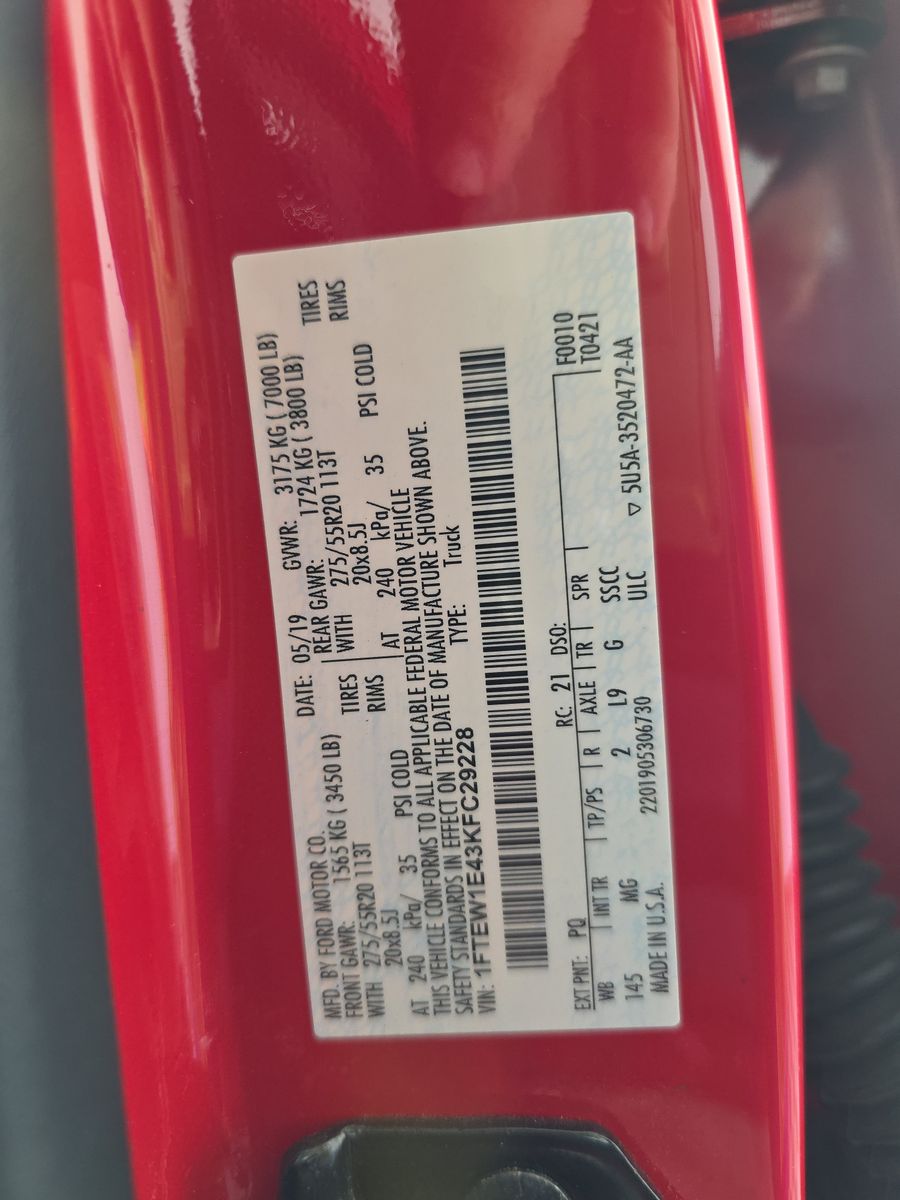 MFD. BY FORD MOTOR CO. DATE: 05/19 GVWR: 3175 KG ( 7000 LB)
FRONT GAWR: 1565 KG ( 3450 LB) REAR GAWR: 1724 KG ( 3800 LB)
WITH 275/55R20 113T TIRES WITH 275/55R20 113T TIRES
20x8.5J RIMS 20x8.5J RIMS
AT 240 kPa/ 35 PSI COLD AT 240 kPa/ 35 PSI COLD
THIS VEHICLE CONFORMS TO ALL APPLICABLE FEDERAL MOTOR VEHICLE
SAFETY STANDARDS IN EFFECT ON THE DATE OF MANUFACTURE SHOWN ABOVE.
VIN: 1FTEW1E43KFC29228 TYPE: Truck
EXT PNT: PQ RC: 21 DSO: F0010
WB INT TR TP/PS R AXLE TR SPR T0421
145 MG 2 L9 G SSCC
MADE IN U.S.A. 2201905306730 ULC ▽ 5U5A-3520472-AA